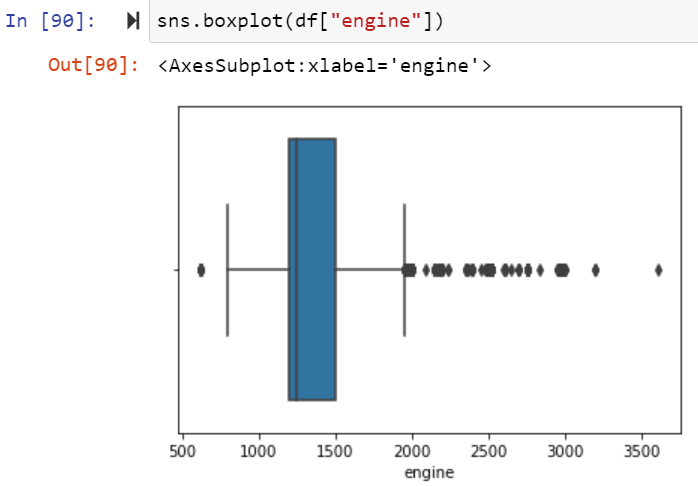 In [90]: sns.boxplot(df["engine"])
Out[90]: <AxesSubplot:xlabel='engine'>
500 1000 1500 2000 2500 3000 3500
engine